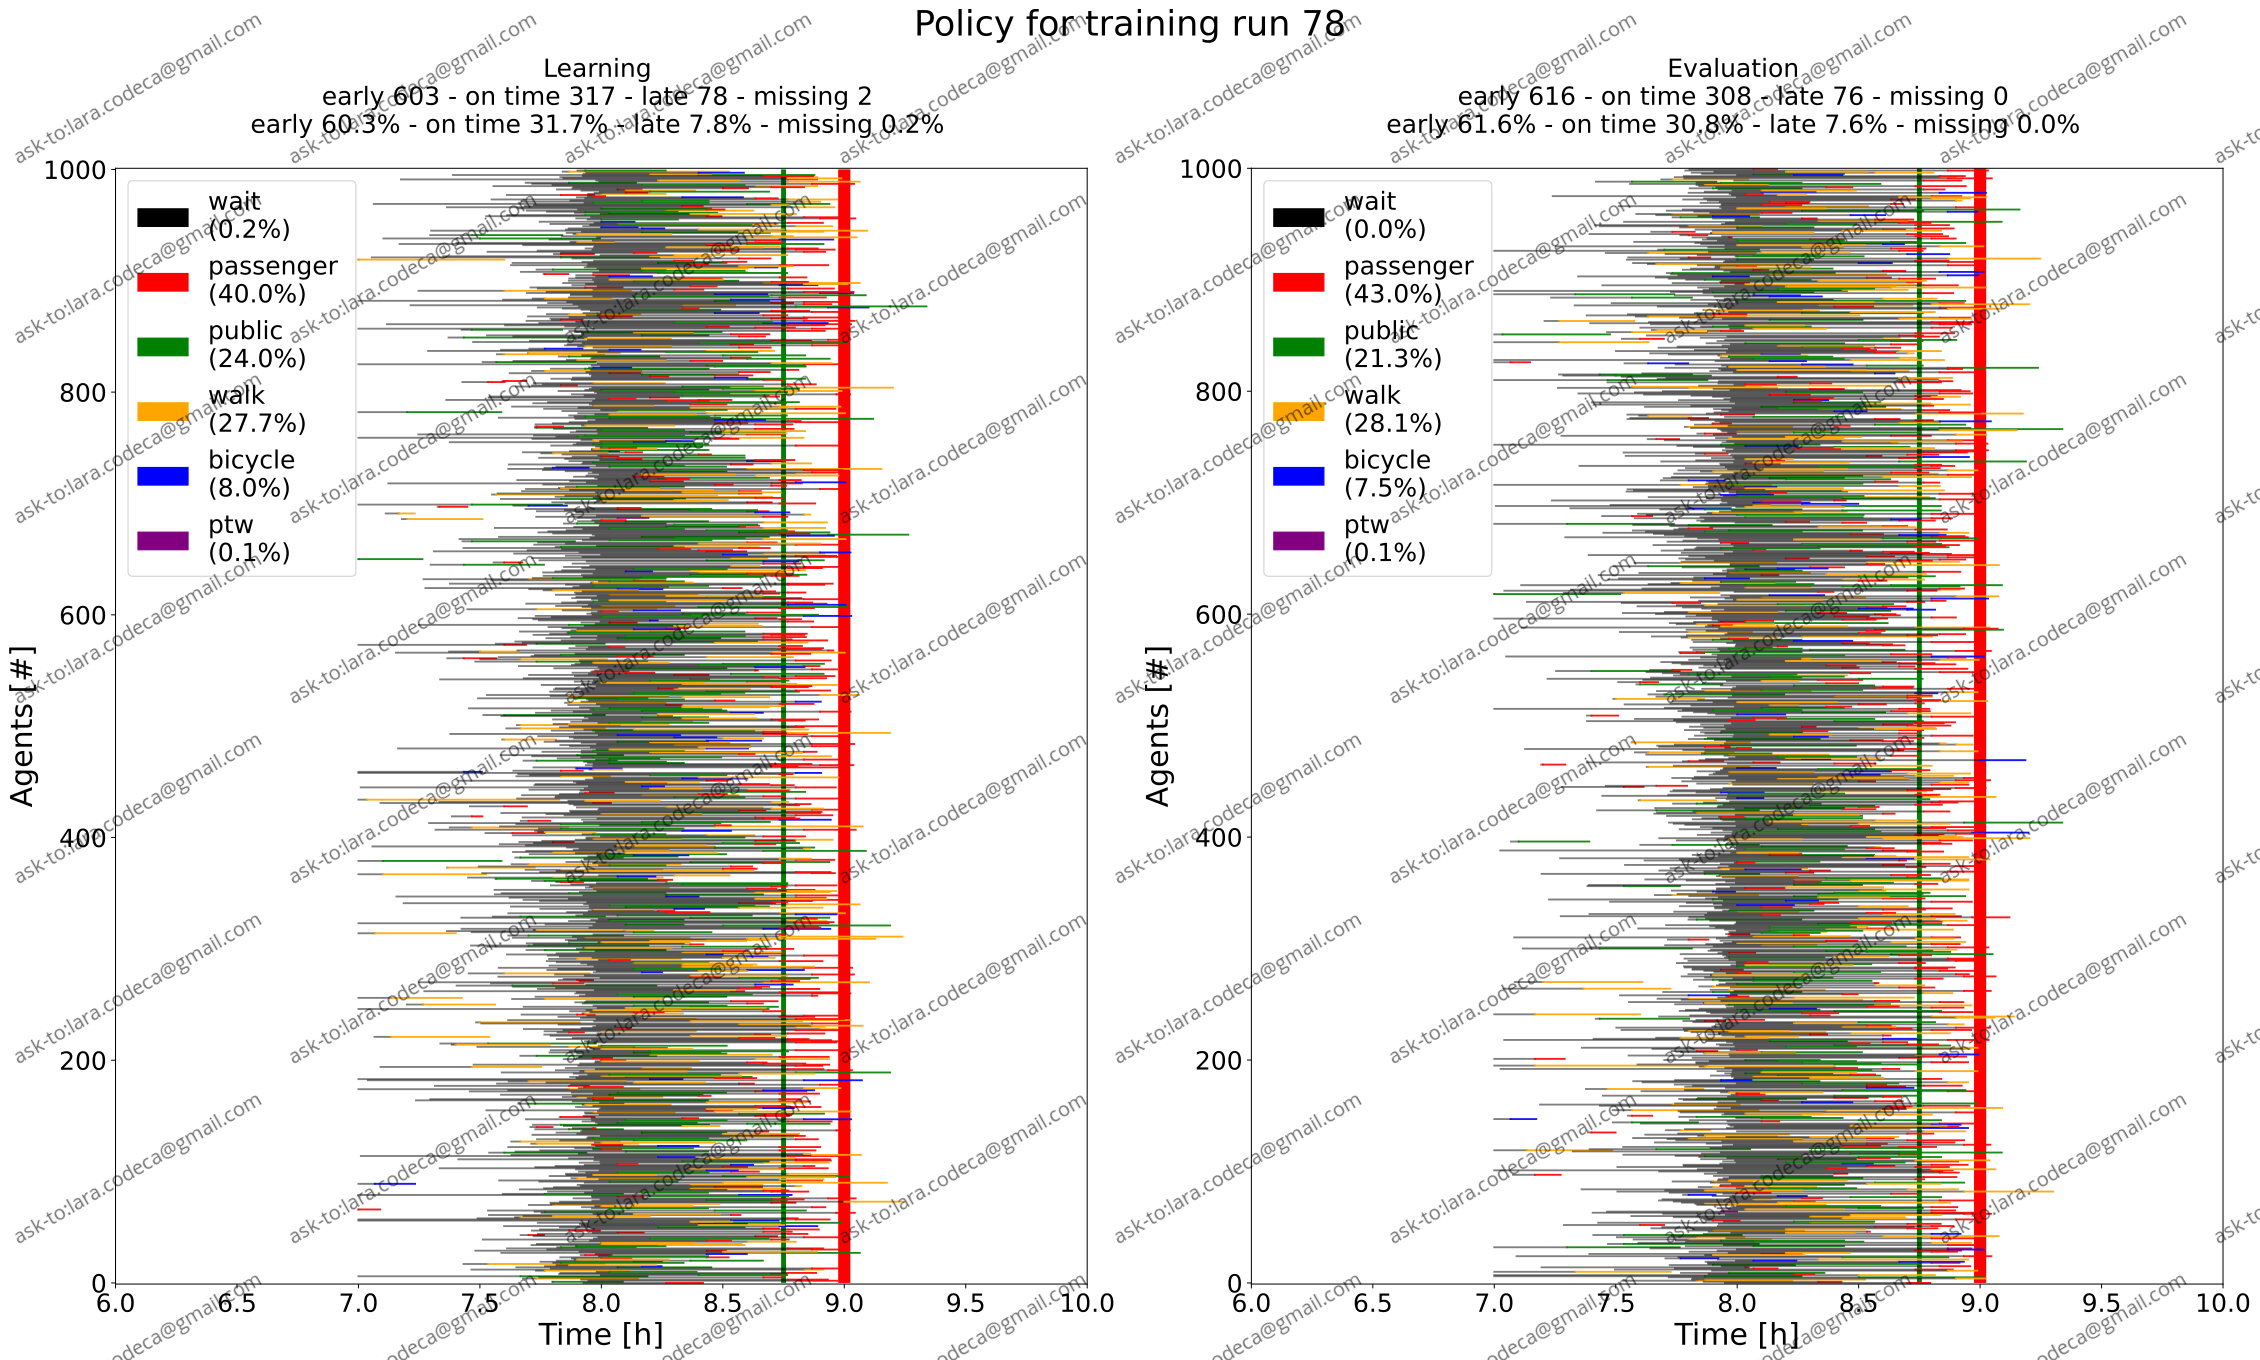 Policy for training run 78
Learning
early 603 - on time 317 - late 78 - missing 2
early 60.3% - on time 31.7% - late 7.8% - missing 0.2%
1000
800
600
400
200
0
Agents [#]
wait
(0.2%)
passenger
(40.0%)
public
(24.0%)
walk
(27.7%)
bicycle
(8.0%)
ptw
(0.1%)
6.0 6.5 7.0 7.5 8.0 8.5 9.0 9.5 10.0
Time [h]
Evaluation
early 616 - on time 308 - late 76 - missing 0
early 61.6% - on time 30.8% - late 7.6% - missing 0.0%
1000
800
600
400
200
0
Agents [#]
wait
(0.0%)
passenger
(43.0%)
public
(21.3%)
walk
(28.1%)
bicycle
(7.5%)
ptw
(0.1%)
6.0 6.5 7.0 7.5 8.0 8.5 9.0 9.5 10.0
Time [h]
ask-to:lara.codeca@gmail.com